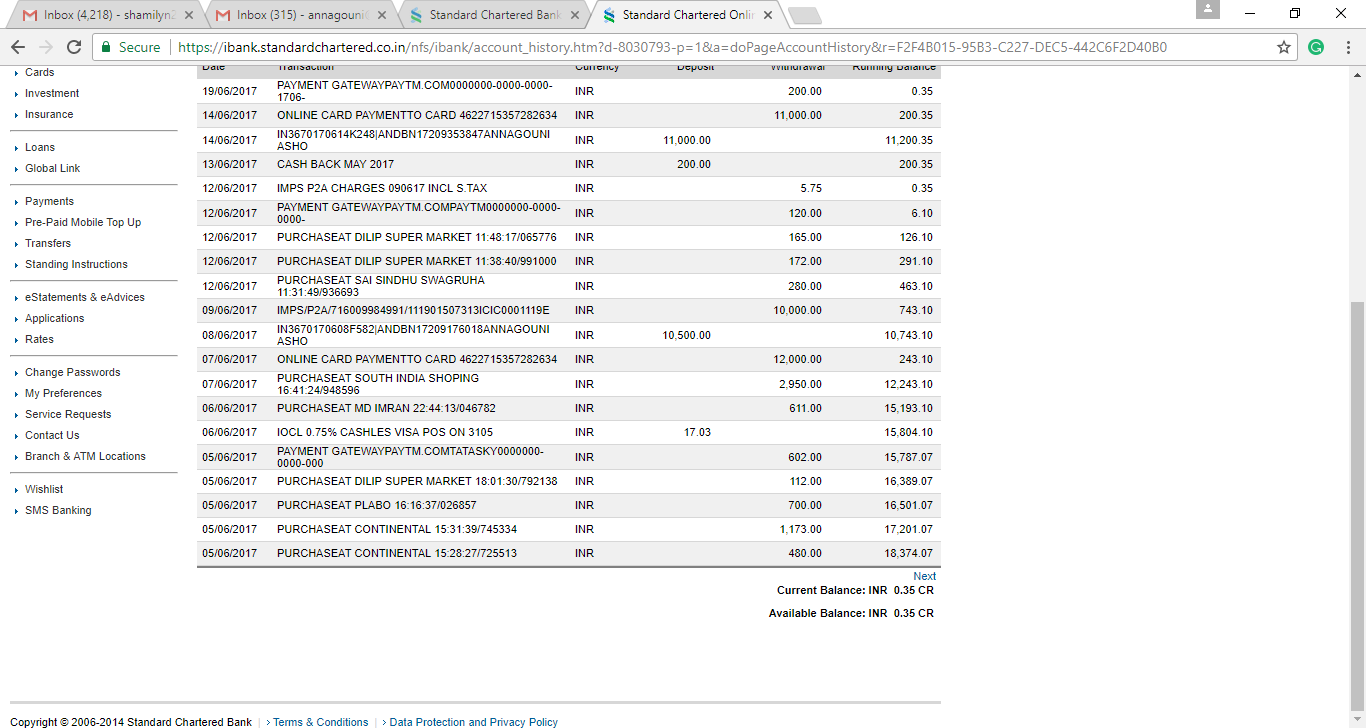 Inbox (4,218) - shamilyn2
Inbox (315) - annagounit
Standard Chartered Bank
Standard Chartered Onli
Secure
https://ibank.standardchartered.co.in/nfs/ibank/account_history.htm?d-8030793-p=1&a=doPageAccountHistory&r=F2F4B015-95B3-C227-DEC5-442C6F2D40B0
Cards
Investment
Insurance
Loans
Global Link
Payments
Pre-Paid Mobile Top Up
Transfers
Standing Instructions
eStatements & eAdvices
Applications
Rates
Change Passwords
My Preferences
Service Requests
Contact Us
Branch & ATM Locations
Wishlist
SMS Banking
Date Transaction Currency Deposit Withdrawal Running Balance
19/06/2017 PAYMENT GATEWAYPAYTM.COM0000000-0000-0000-
1706- INR 200.00 0.35
14/06/2017 ONLINE CARD PAYMENTTO CARD 4622715357282634 INR 11,000.00 200.35
14/06/2017 IN3670170614K248|ANDBN17209353847ANNAGOUNI
ASHO INR 11,000.00 11,200.35
13/06/2017 CASH BACK MAY 2017 INR 200.00 200.35
12/06/2017 IMPS P2A CHARGES 090617 INCL S.TAX INR 5.75 0.35
12/06/2017 PAYMENT GATEWAYPAYTM.COMPAYTM0000000-0000-
0000- INR 120.00 6.10
12/06/2017 PURCHASEAT DILIP SUPER MARKET 11:48:17/065776 INR 165.00 126.10
12/06/2017 PURCHASEAT DILIP SUPER MARKET 11:38:40/991000 INR 172.00 291.10
12/06/2017 PURCHASEAT SAI SINDHU SWAGRUHA
11:31:49/936693 INR 280.00 463.10
09/06/2017 IMPS/P2A/716009984991/111901507313ICIC0001119E INR 10,000.00 743.10
08/06/2017 IN3670170608F582|ANDBN17209176018ANNAGOUNI
ASHO INR 10,500.00 10,743.10
07/06/2017 ONLINE CARD PAYMENTTO CARD 4622715357282634 INR 12,000.00 243.10
07/06/2017 PURCHASEAT SOUTH INDIA SHOPING
16:41:24/948596 INR 2,950.00 12,243.10
06/06/2017 PURCHASEAT MD IMRAN 22:44:13/046782 INR 611.00 15,193.10
06/06/2017 IOCL 0.75% CASHLES VISA POS ON 3105 INR 17.03 15,804.10
05/06/2017 PAYMENT GATEWAYPAYTM.COMTATASKY0000000-
0000-000 INR 602.00 15,787.07
05/06/2017 PURCHASEAT DILIP SUPER MARKET 18:01:30/792138 INR 112.00 16,389.07
05/06/2017 PURCHASEAT PLABO 16:16:37/026857 INR 700.00 16,501.07
05/06/2017 PURCHASEAT CONTINENTAL 15:31:39/745334 INR 1,173.00 17,201.07
05/06/2017 PURCHASEAT CONTINENTAL 15:28:27/725513 INR 480.00 18,374.07
Next
Current Balance: INR 0.35 CR
Available Balance: INR 0.35 CR
Copyright © 2006-2014 Standard Chartered Bank | › Terms & Conditions | › Data Protection and Privacy Policy